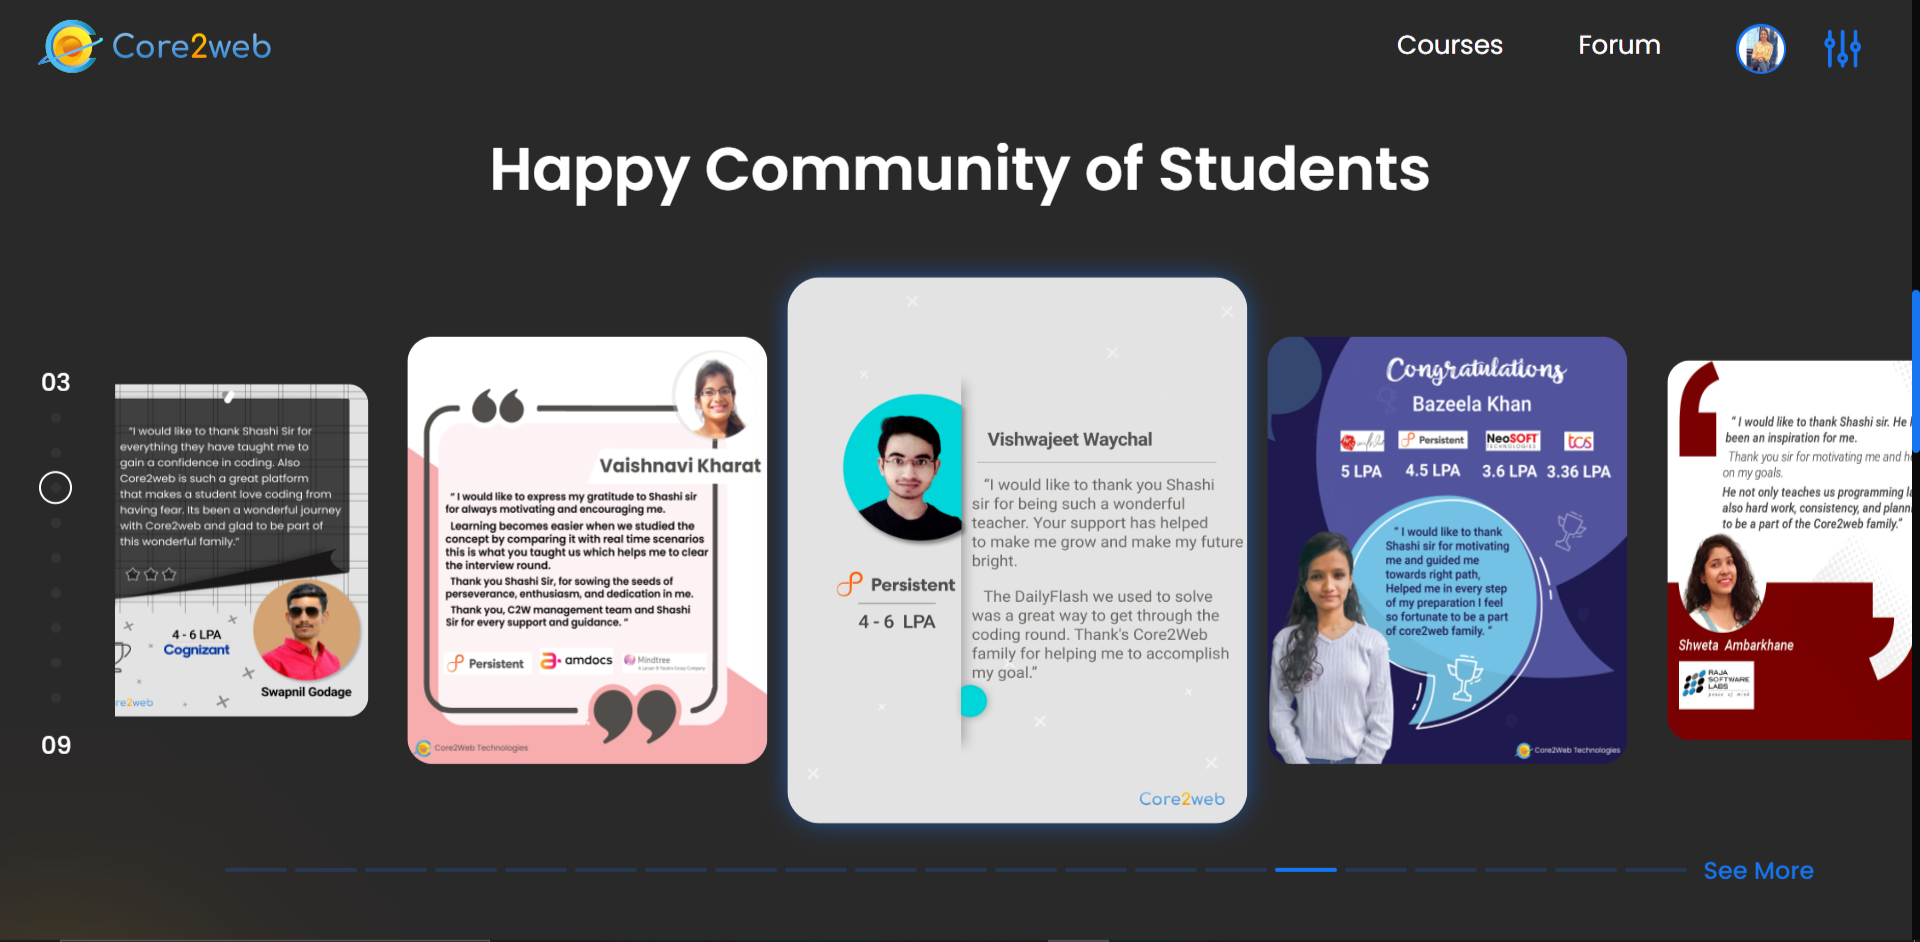 Core2web
Courses
Forum
Happy Community of Students
03
09
“I would like to thank Shashi Sir for
everything they have taught me to
gain a confidence in coding. Also
Core2web is such a great platform
that makes a student love coding from
having fear. Its been a wonderful journey
with Core2web and glad to be part of
this wonderful family.”
4 - 6 LPA
Cognizant
Swapnil Godage
re2web
Vaishnavi Kharat
“ I would like to express my gratitude to Shashi sir
for always motivating and encouraging me.
Learning becomes easier when we studied the
concept by comparing it with real time scenarios
this is what you taught us which helps me to clear
the interview round.
Thank you Shashi Sir, for sowing the seeds of
perseverance, enthusiasm, and dedication in me.
Thank you, C2W management team and Shashi
Sir for every support and guidance. ”
Persistent
amdocs
Mindtree
A Larsen & Toubro Group Company
Core2Web Technologies
Vishwajeet Waychal
“I would like to thank you Shashi
sir for being such a wonderful
teacher. Your support has helped
to make me grow and make my future
bright.
The DailyFlash we used to solve
was a great way to get through the
coding round. Thank's Core2Web
family for helping me to accomplish
my goal.”
Persistent
4 - 6 LPA
Core2web
Congratulations
Bazeela Khan
Persistent
NeoSOFT
TECHNOLOGIES
tcs
5 LPA
4.5 LPA
3.6 LPA
3.36 LPA
“ I would like to thank
Shashi sir for motivating
me and guided me
towards right path,
Helped me in every step
of my preparation I feel
so fortunate to be a part
of core2web family. ”
Core2Web Technologies
“ I would like to thank Shashi sir. He
been an inspiration for me.
Thank you sir for motivating me and h
on my goals.
He not only teaches us programming l
also hard work, consistency, and plann
to be a part of the Core2web family.”
Shweta Ambarkhane
RAJA
SOFTWARE
LABS
peace of mind
See More